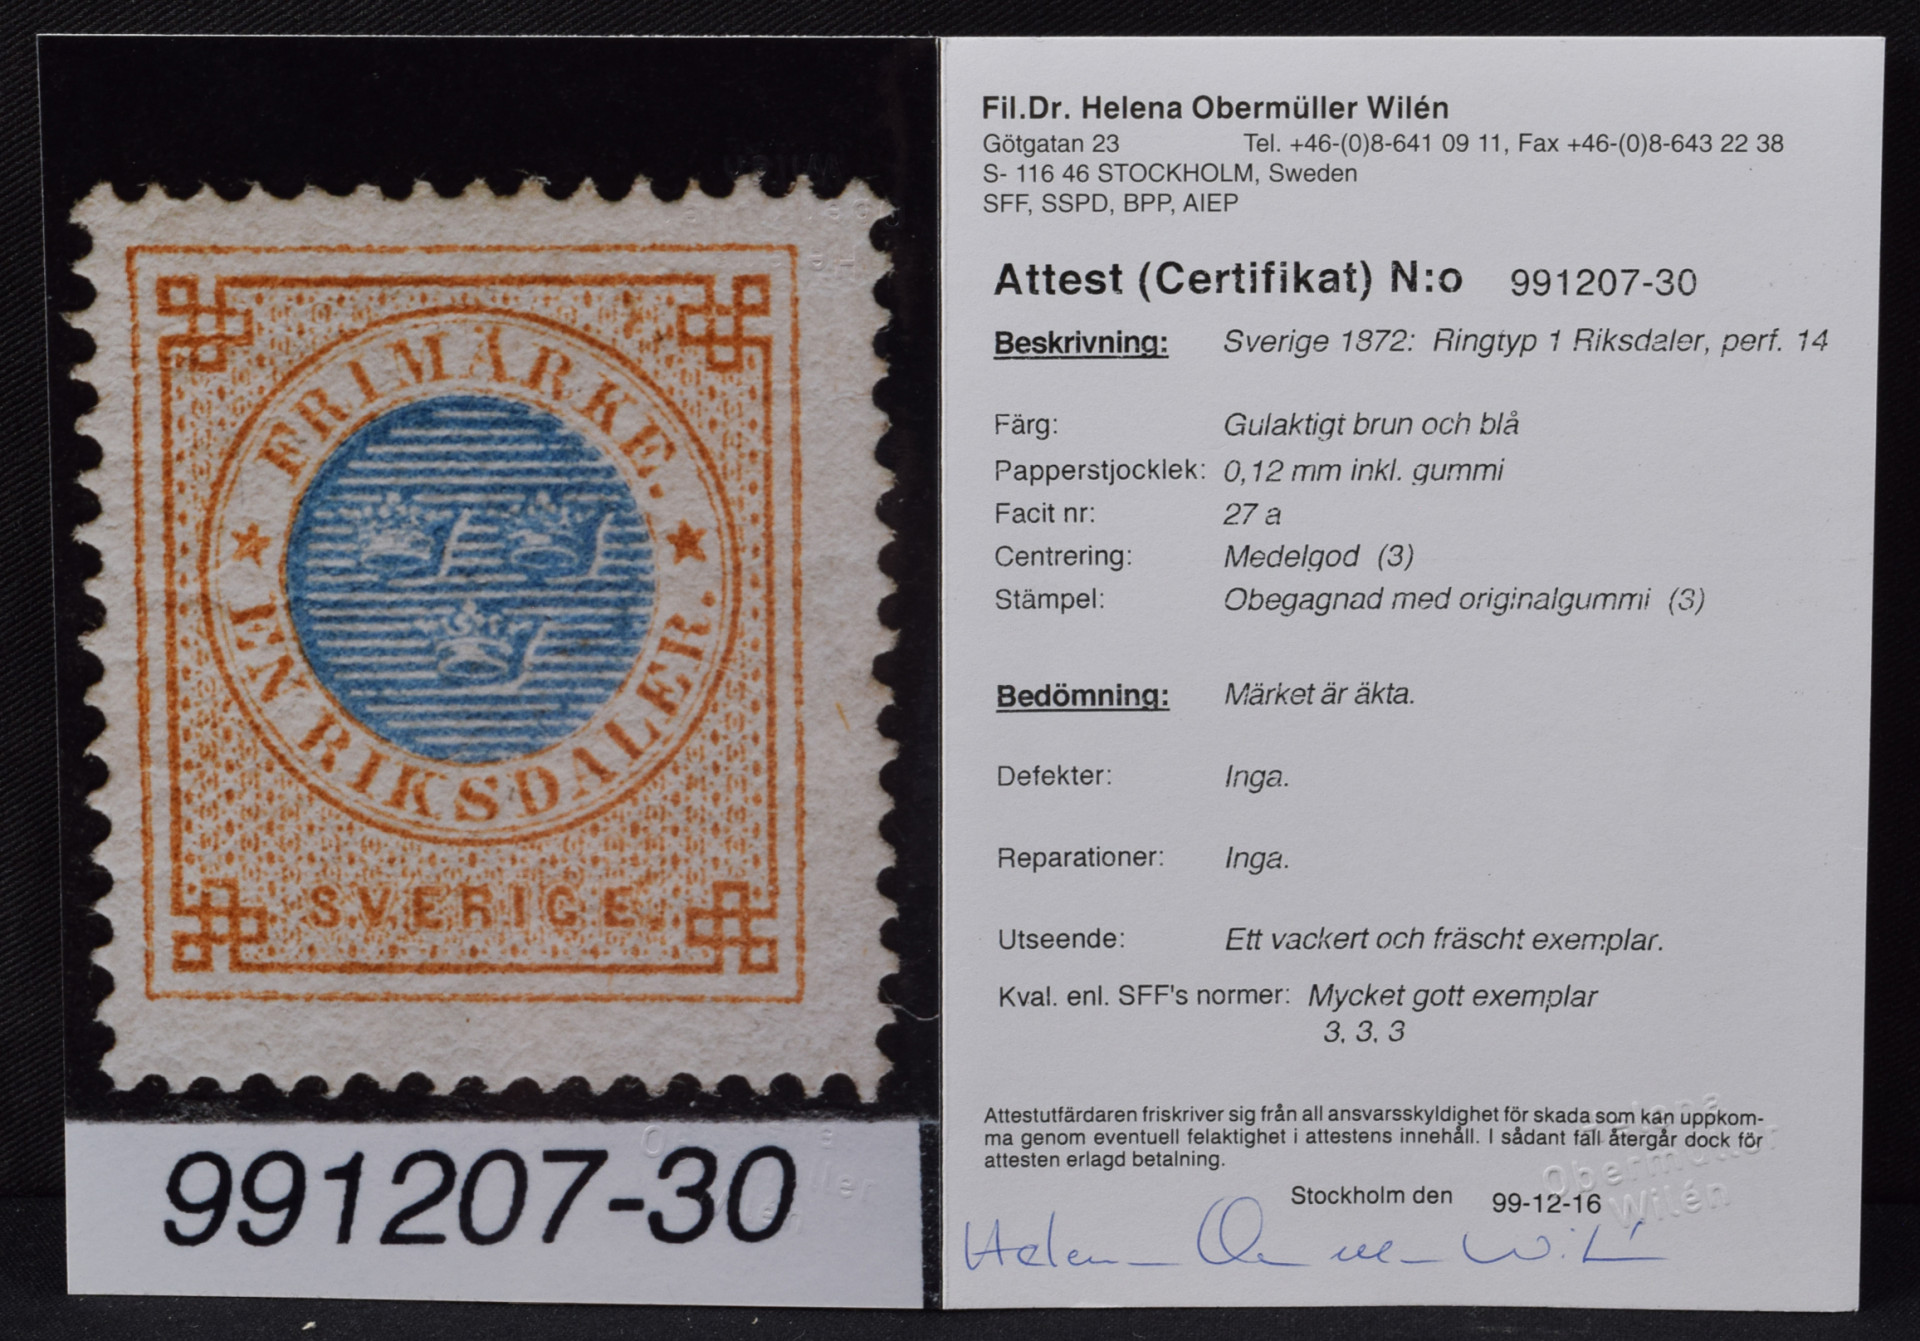 FRIMÄRKE.
EN RIKSDALER.
SVERIGE.
991207-30
Fil.Dr. Helena Obermüller Wilén
Götgatan 23 Tel. +46-(0)8-641 09 11, Fax +46-(0)8-643 22 38
S- 116 46 STOCKHOLM, Sweden
SFF, SSPD, BPP, AIEP
Attest (Certifikat) N:o 991207-30
Beskrivning: Sverige 1872: Ringtyp 1 Riksdaler, perf. 14
Färg: Gulaktigt brun och blå
Papperstjocklek: 0,12 mm inkl. gummi
Facit nr: 27 a
Centrering: Medelgod (3)
Stämpel: Obegagnad med originalgummi (3)
Bedömning: Märket är äkta.
Defekter: Inga.
Reparationer: Inga.
Utseende: Ett vackert och fräscht exemplar.
Kval. enl. SFF's normer: Mycket gott exemplar
3, 3, 3
Attestutfärdaren friskriver sig från all ansvarsskyldighet för skada som kan uppkom-
ma genom eventuell felaktighet i attestens innehåll. I sådant fall återgår dock för
attesten erlagd betalning.
Stockholm den 99-12-16
Helena
Obermüller
Wilén